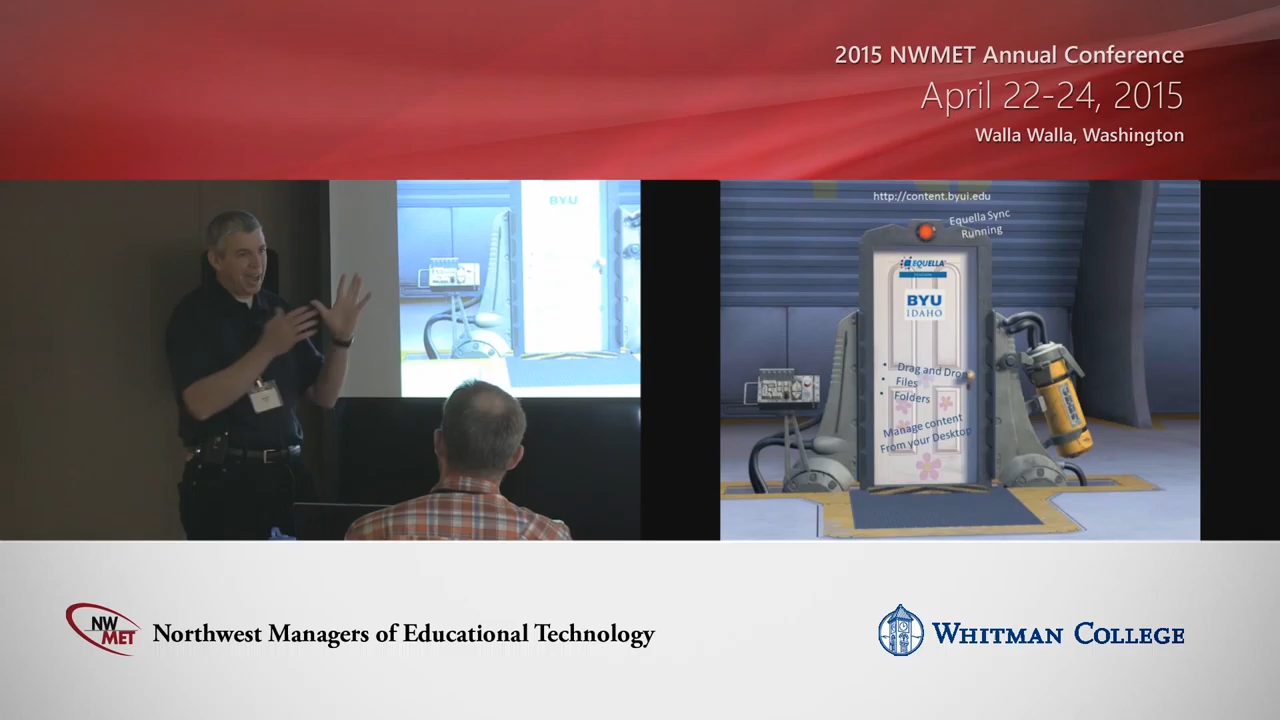 2015 NWMET Annual Conference
April 22-24, 2015
Walla Walla, Washington
BYU
http://content.byui.edu
Equella Sync
Running
EQUELLA
BYU
IDAHO
• Drag and Drop
Files
• Folders
Manage content
From your Desktop
NW
MET
Northwest Managers of Educational Technology
WHITMAN COLLEGE